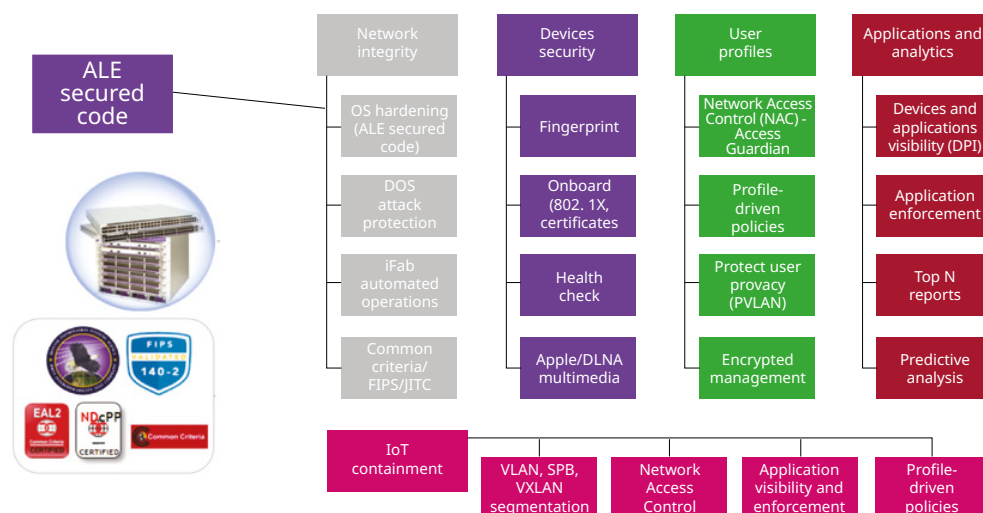 ALE
secured
code
Network
integrity
OS hardening
(ALE secured
code)
DOS
attack
protection
iFab
automated
operations
Common
criteria/
FIPS/JITC
Devices
security
Fingerprint
Onboard
(802. 1X,
certificates
Health
check
Apple/DLNA
multimedia
User
profiles
Network Access
Control (NAC) -
Access
Guardian
Profile-
driven
policies
Protect user
provacy
(PVLAN)
Encrypted
management
Applications and
analytics
Devices and
applications
visibility (DPI)
Application
enforcement
Top N
reports
Predictive
analysis
FIPS
VALIDATED
140-2
EAL2
Common Criteria
CERTIFIED
NDcPP
CERTIFIED
Common Criteria
IoT
containment
VLAN, SPB,
VXLAN
segmentation
Network
Access
Control
Application
visibility and
enforcement
Profile-
driven
policies